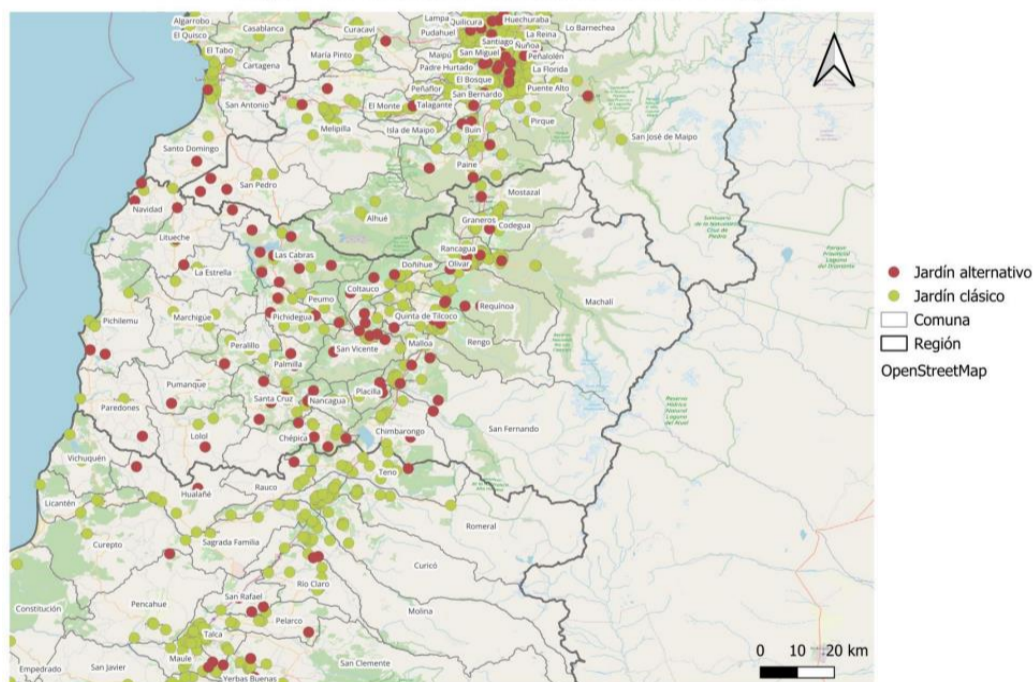 Algarrobo
El Quisco
Casablanca
El Tabo
Cartagena
San Antonio
Curacaví
María Pinto
Lampa
Quilicura
Huechuraba
Lo Barnechea
Pudahuel
La Reina
Santiago
Ñuñoa
Maipú
San Miguel
Peñalolén
Padre Hurtado
La Florida
El Bosque
Peñaflor
Puente Alto
San Bernardo
El Monte
Talagante
Melipilla
Isla de Maipo
Buin
Pirque
San José de Maipo
Santo Domingo
Paine
San Pedro
Mostazal
Navidad
Alhué
Graneros
Codegua
Litueche
Rancagua
Las Cabras
Doñihue
Olivar
La Estrella
Coltauco
Machalí
Peumo
Requínoa
Pichilemu
Marchigüe
Pichidegua
Quinta de Tilcoco
Peralillo
San Vicente
Malloa
Rengo
Palmilla
Pumanque
Placilla
Santa Cruz
Nancagua
Paredones
Lolol
Chépica
Chimbarongo
San Fernando
Vichuquén
Teno
Hualañé
Rauco
Licantén
Romeral
Curepto
Sagrada Familia
Curicó
Río Claro
Constitución
Pencahue
San Rafael
Molina
Pelarco
Talca
Maule
San Clemente
Empedrado
San Javier
Yerbas Buenas
Jardín alternativo
Jardín clásico
Comuna
Región
OpenStreetMap
0 10 20 km